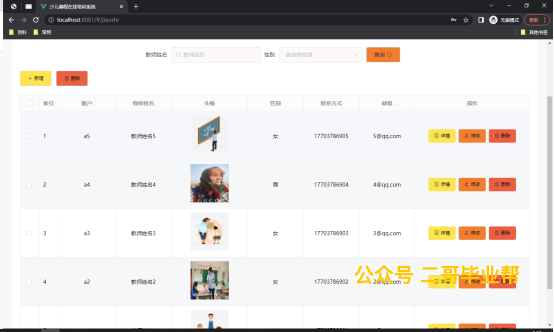 少儿编程在线培训系统
localhost:8081/#/jiaoshi
无痕模式
更新
资料 常用 其他书签
教师姓名 教师姓名 性别 请选择性别 查询
新增 删除
索引 账户 教师姓名 头像 性别 联系方式 邮箱 操作
1 a5 教师姓名5 女 17703786905 5@qq.com 详情 修改 删除
2 a4 教师姓名4 男 17703786904 4@qq.com 详情 修改 删除
3 a3 教师姓名3 女 17703786903 3@qq.com 详情 修改 删除
4 a2 教师姓名2 女 17703786902 2@qq.com
公众号 二哥毕业帮